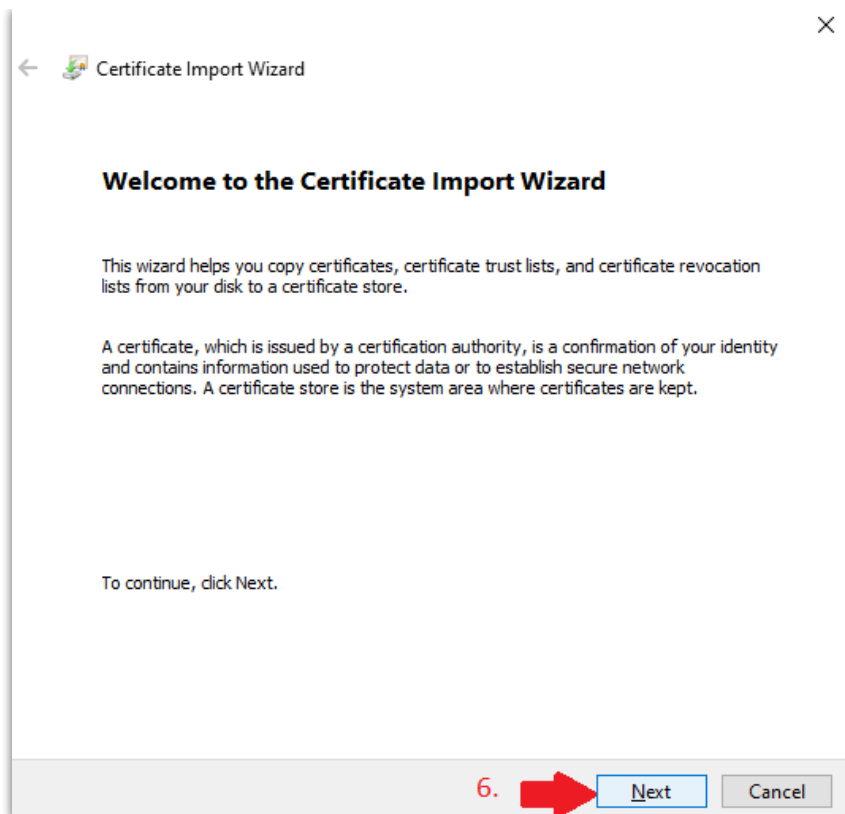 Certificate Import Wizard
Welcome to the Certificate Import Wizard
This wizard helps you copy certificates, certificate trust lists, and certificate revocation
lists from your disk to a certificate store.
A certificate, which is issued by a certification authority, is a confirmation of your identity
and contains information used to protect data or to establish secure network
connections. A certificate store is the system area where certificates are kept.
To continue, click Next.
6. Next Cancel